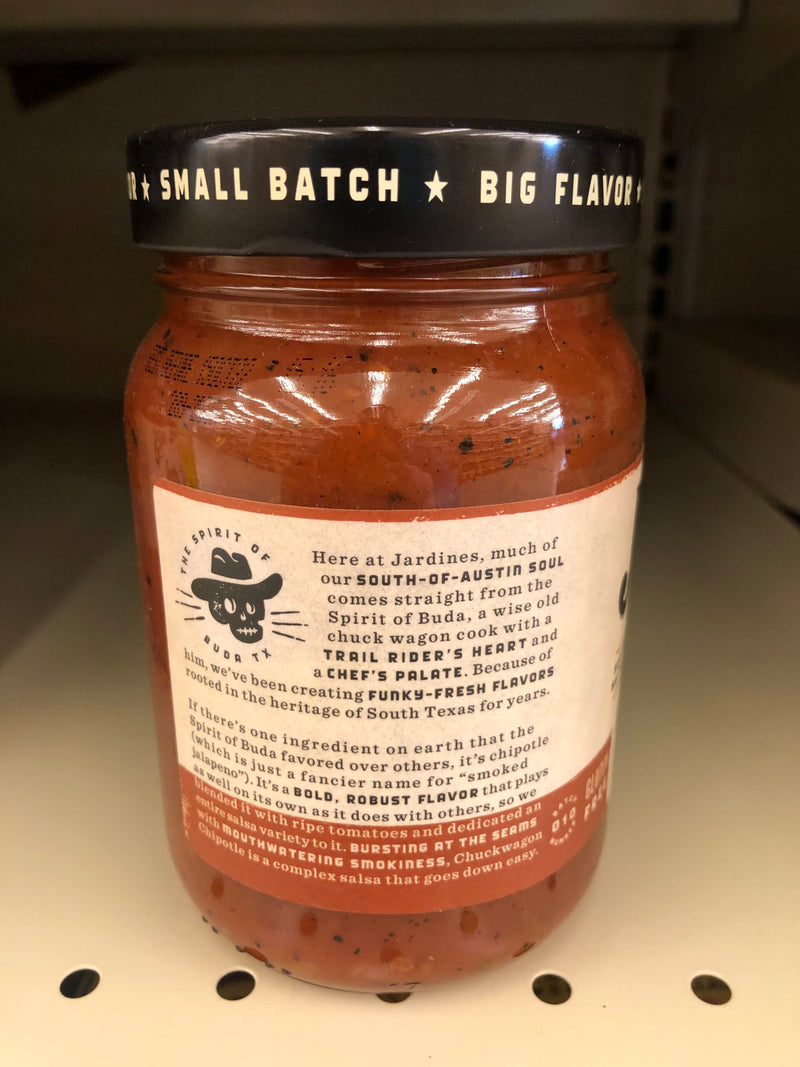 ★ SMALL BATCH ★ BIG FLAVOR
THE SPIRIT OF
BUDA TX
Here at Jardines, much of
our SOUTH-OF-AUSTIN SOUL
comes straight from the
Spirit of Buda, a wise old
chuck wagon cook with a
TRAIL RIDER'S HEART and
a CHEF'S PALATE. Because of
him, we've been creating FUNKY-FRESH FLAVORS
rooted in the heritage of South Texas for years.
If there's one ingredient on earth that the
Spirit of Buda favored over others, it's chipotle
(which is just a fancier name for "smoked
jalapeno"). It's a BOLD, ROBUST FLAVOR that plays
as well on its own as it does with others, so we
blended it with ripe tomatoes and dedicated an
entire salsa variety to it. BURSTING AT THE SEAMS
with MOUTHWATERING SMOKINESS, Chuckwagon
Chipotle is a complex salsa that goes down easy.
BATCH
010